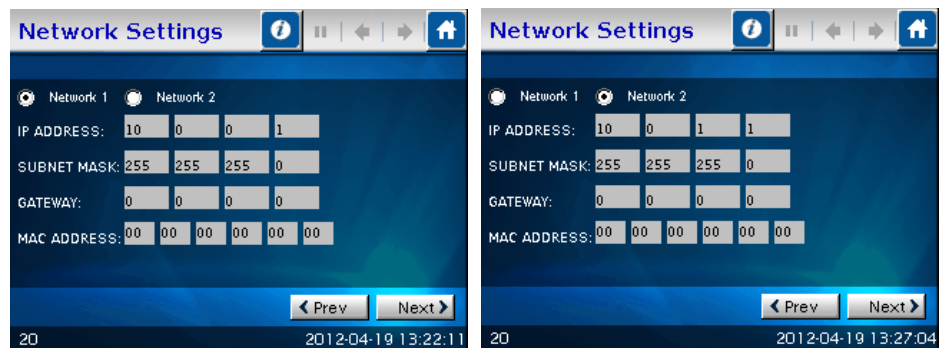 Network Settings
Network 1 Network 2
IP ADDRESS: 10 0 0 1
SUBNET MASK: 255 255 255 0
GATEWAY: 0 0 0 0
MAC ADDRESS: 00 00 00 00 00 00
Prev Next
20 2012-04-19 13:22:11
Network Settings
Network 1 Network 2
IP ADDRESS: 10 0 1 1
SUBNET MASK: 255 255 255 0
GATEWAY: 0 0 0 0
MAC ADDRESS: 00 00 00 00 00 00
Prev Next
20 2012-04-19 13:27:04